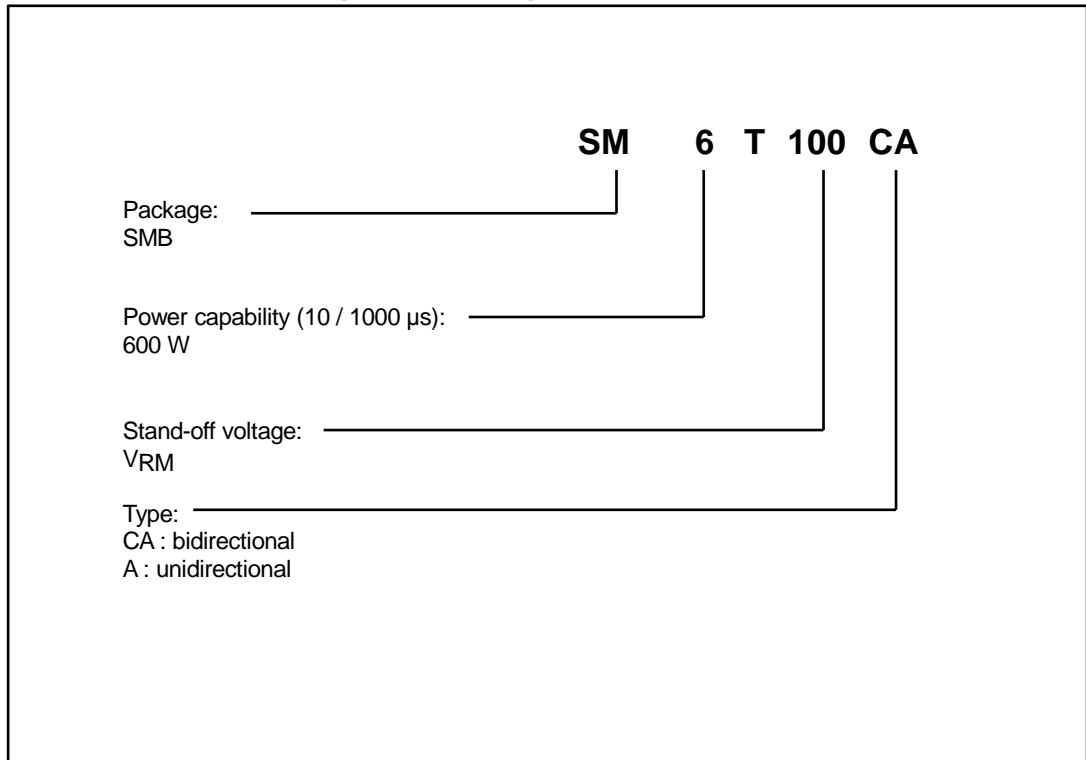 SM 6 T 100 CA
Package:
SMB
Power capability (10 / 1000 µs):
600 W
Stand-off voltage:
VRM
Type:
CA : bidirectional
A : unidirectional